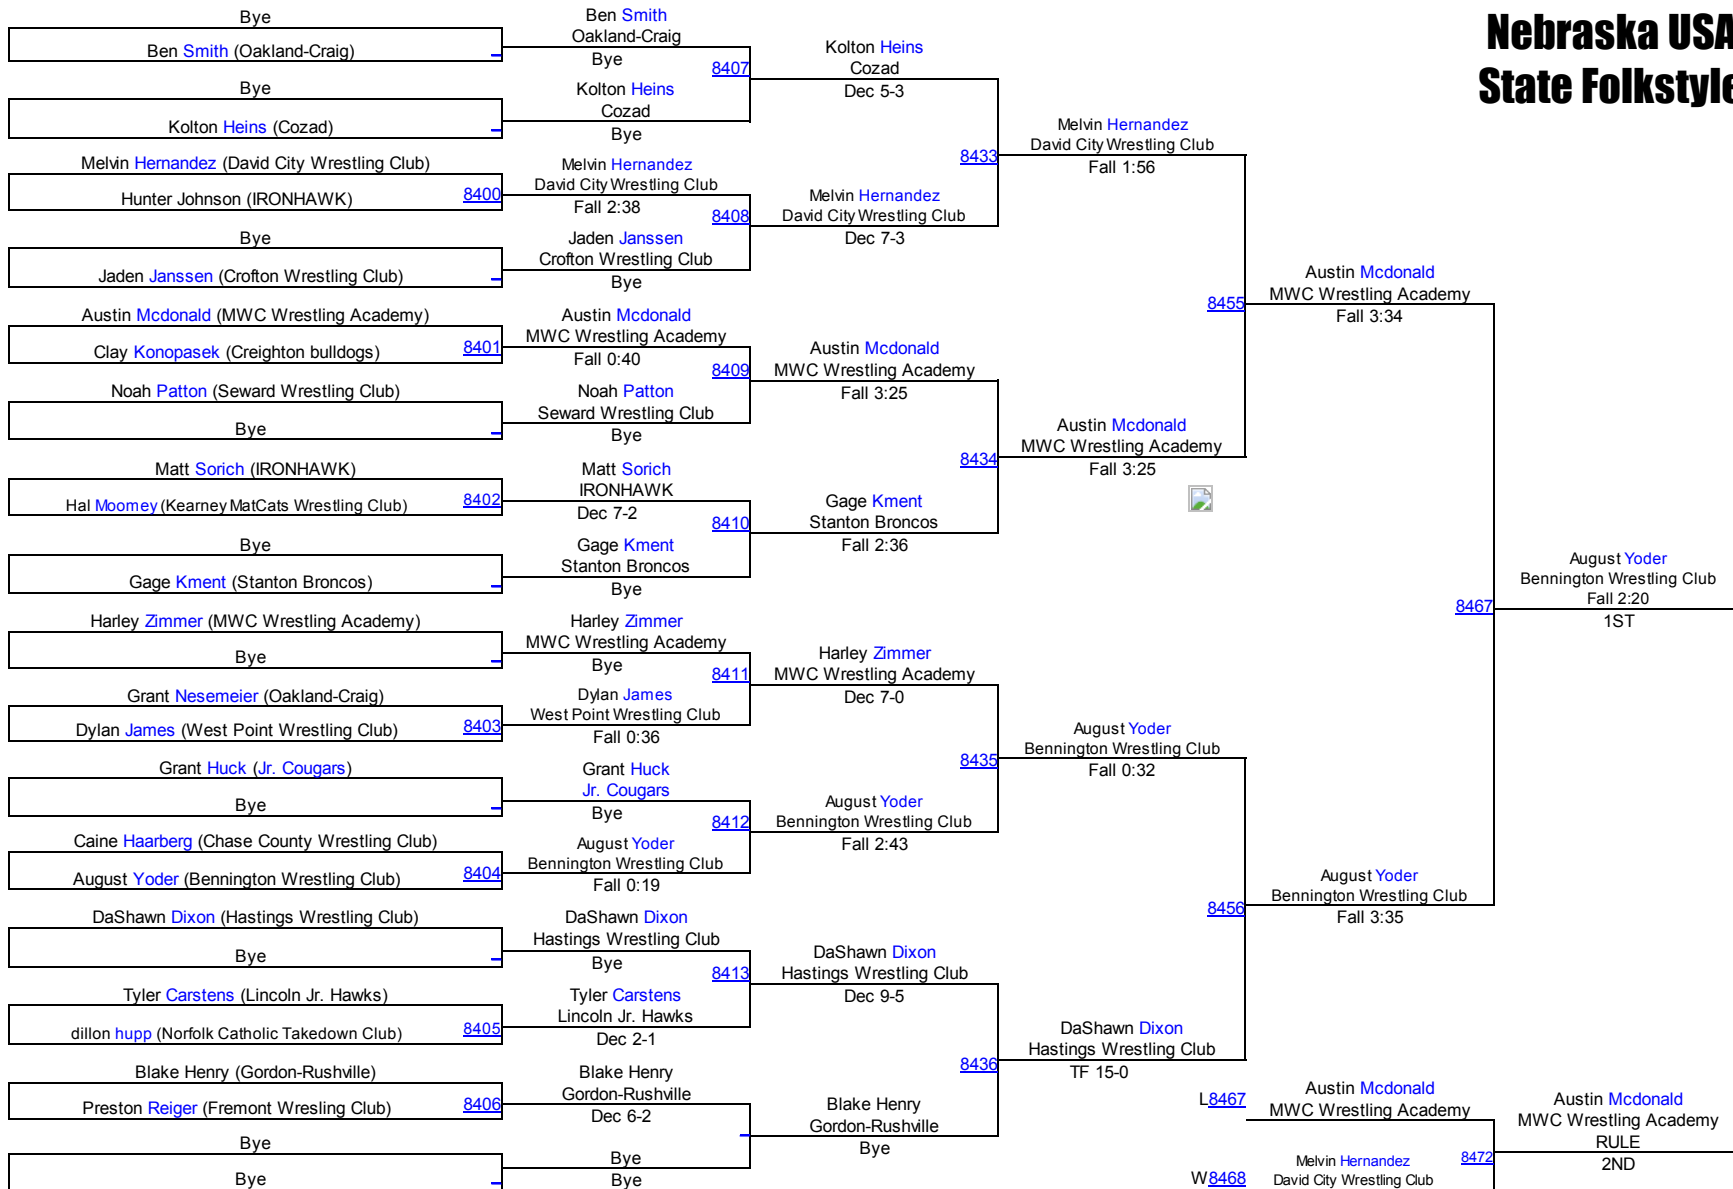 Nebraska USA
State Folkstyle
Bye
Ben Smith (Oakland-Craig)
Bye
Kolton Heins (Cozad)
Melvin Hernandez (David City Wrestling Club)
Hunter Johnson (IRONHAWK)
8400
Bye
Jaden Janssen (Crofton Wrestling Club)
Austin Mcdonald (MWC Wrestling Academy)
Clay Konopasek (Creighton bulldogs)
8401
Noah Patton (Seward Wrestling Club)
Bye
Matt Sorich (IRONHAWK)
Hal Moomey (Kearney MatCats Wrestling Club)
8402
Bye
Gage Kment (Stanton Broncos)
Harley Zimmer (MWC Wrestling Academy)
Bye
Grant Nesemeier (Oakland-Craig)
Dylan James (West Point Wrestling Club)
8403
Grant Huck (Jr. Cougars)
Bye
Caine Haarberg (Chase County Wrestling Club)
August Yoder (Bennington Wrestling Club)
8404
DaShawn Dixon (Hastings Wrestling Club)
Bye
Tyler Carstens (Lincoln Jr. Hawks)
dillon hupp (Norfolk Catholic Takedown Club)
8405
Blake Henry (Gordon-Rushville)
Preston Reiger (Fremont Wresling Club)
8406
Bye
Bye
Ben Smith
Oakland-Craig
Bye
8407
Kolton Heins
Cozad
Bye
Melvin Hernandez
David City Wrestling Club
Fall 2:38
8408
Jaden Janssen
Crofton Wrestling Club
Bye
Austin Mcdonald
MWC Wrestling Academy
Fall 0:40
8409
Noah Patton
Seward Wrestling Club
Bye
Matt Sorich
IRONHAWK
Dec 7-2
8410
Gage Kment
Stanton Broncos
Bye
Harley Zimmer
MWC Wrestling Academy
Bye
8411
Dylan James
West Point Wrestling Club
Fall 0:36
Grant Huck
Jr. Cougars
Bye
8412
August Yoder
Bennington Wrestling Club
Fall 0:19
DaShawn Dixon
Hastings Wrestling Club
Bye
8413
Tyler Carstens
Lincoln Jr. Hawks
Dec 2-1
Blake Henry
Gordon-Rushville
Dec 6-2
Bye
Bye
Kolton Heins
Cozad
Dec 5-3
8433
Melvin Hernandez
David City Wrestling Club
Dec 7-3
Austin Mcdonald
MWC Wrestling Academy
Fall 3:25
8434
Gage Kment
Stanton Broncos
Fall 2:36
Harley Zimmer
MWC Wrestling Academy
Dec 7-0
8435
August Yoder
Bennington Wrestling Club
Fall 2:43
DaShawn Dixon
Hastings Wrestling Club
Dec 9-5
8436
Blake Henry
Gordon-Rushville
Bye
Melvin Hernandez
David City Wrestling Club
Fall 1:56
8455
Austin Mcdonald
MWC Wrestling Academy
Fall 3:25
August Yoder
Bennington Wrestling Club
Fall 0:32
8456
DaShawn Dixon
Hastings Wrestling Club
TF 15-0
Austin Mcdonald
MWC Wrestling Academy
Fall 3:34
8467
August Yoder
Bennington Wrestling Club
Fall 3:35
August Yoder
Bennington Wrestling Club
Fall 2:20
1ST
L8467
Austin Mcdonald
MWC Wrestling Academy
8472
W8468
Melvin Hernandez
David City Wrestling Club
Austin Mcdonald
MWC Wrestling Academy
RULE
2ND